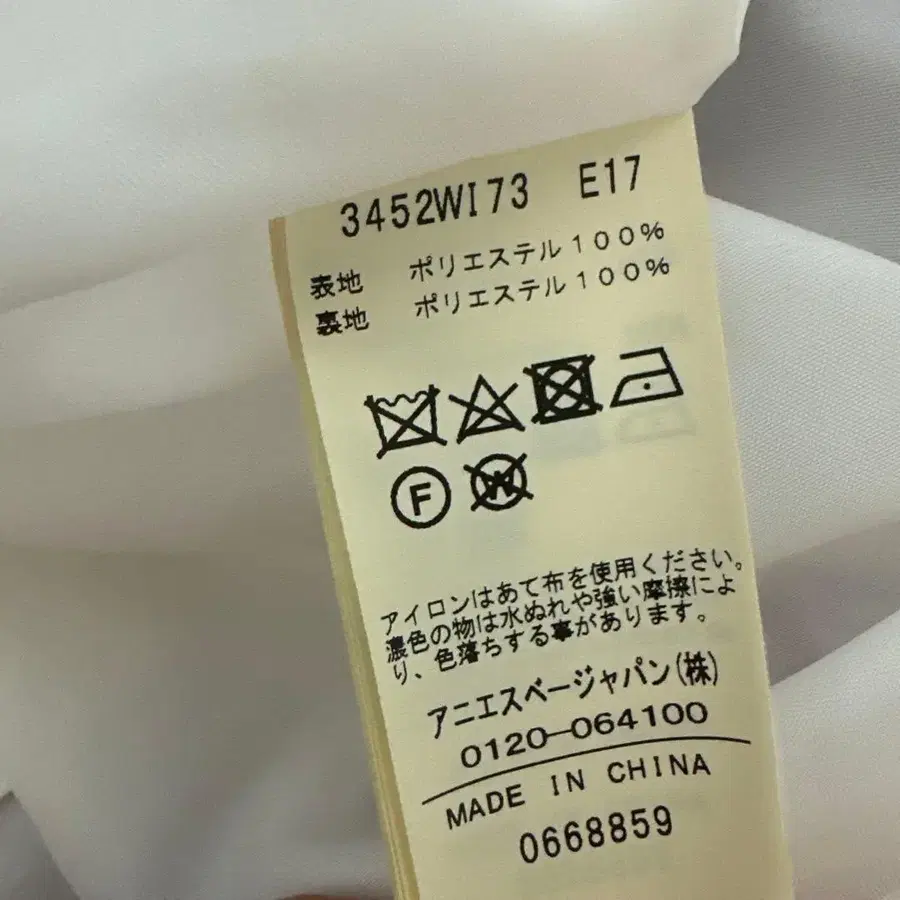 3452WI73 E17
表地 ポリエステル100%
裏地 ポリエステル100%
F
W
アイロンはあて布を使用ください。
濃色の物は水ぬれや強い摩擦によ
り、色落ちする事があります。
アニエスベージャパン(株)
0120-064100
MADE IN CHINA
0668859